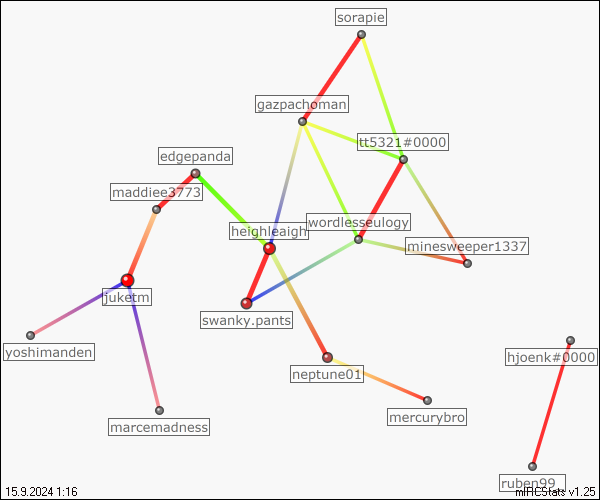 sorapie
gazpachoman
tt5321#0000
edgepanda
maddiee3773
wordlesseulogy
heighleaigh
minesweeper1337
juketm
swanky.pants
yoshimanden
hjoenk#0000
neptune01
mercurybro
marcemadness
ruben99_
15.9.2024 1:16
mIRCStats v1.25